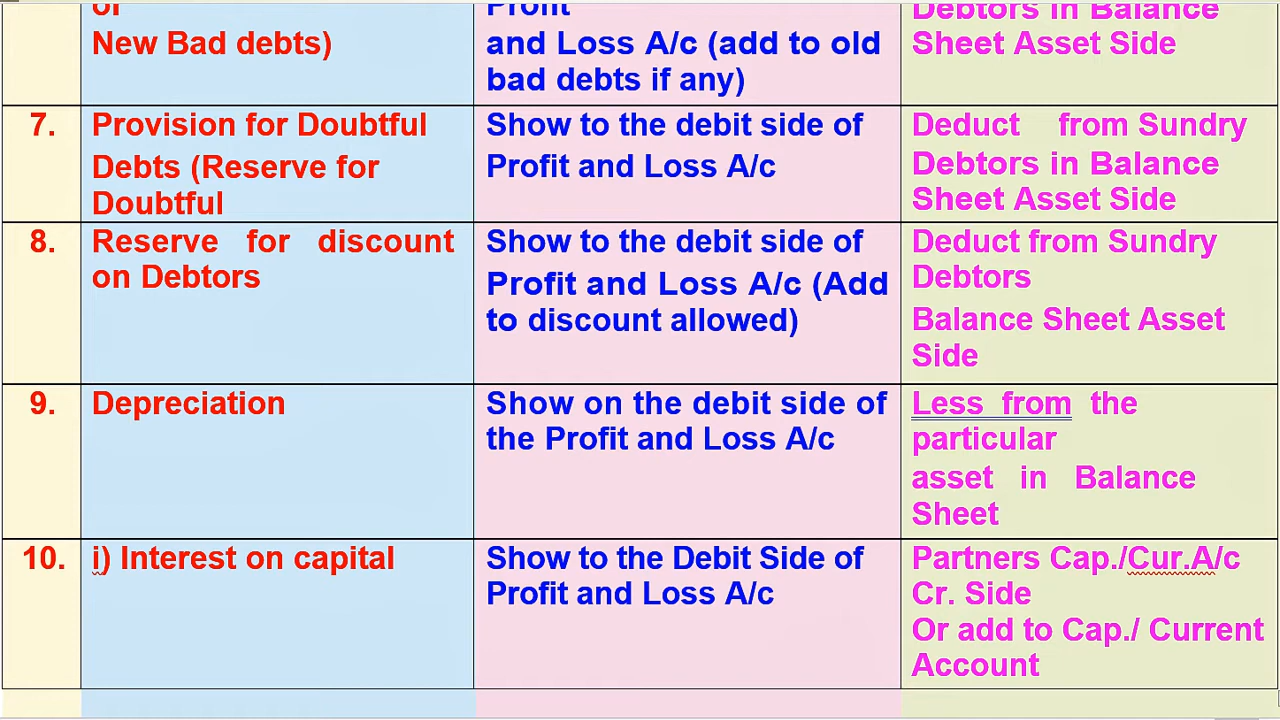 or
New Bad debts)
Profit
and Loss A/c (add to old
bad debts if any)
Debtors in Balance
Sheet Asset Side
7.
Provision for Doubtful
Debts (Reserve for
Doubtful
Show to the debit side of
Profit and Loss A/c
Deduct from Sundry
Debtors in Balance
Sheet Asset Side
8.
Reserve for discount
on Debtors
Show to the debit side of
Profit and Loss A/c (Add
to discount allowed)
Deduct from Sundry
Debtors
Balance Sheet Asset
Side
9.
Depreciation
Show on the debit side of
the Profit and Loss A/c
Less from the
particular
asset in Balance
Sheet
10.
i) Interest on capital
Show to the Debit Side of
Profit and Loss A/c
Partners Cap./Cur.A/c
Cr. Side
Or add to Cap./ Current
Account